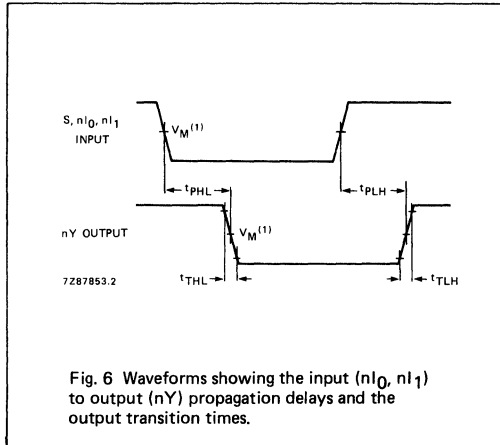 S, nI0, nI1
INPUT
VM(1)
tPHL
tPLH
nY OUTPUT
VM(1)
7Z87853.2
tTHL
tTLH
Fig. 6 Waveforms showing the input (nI0, nI1)
to output (nY) propagation delays and the
output transition times.